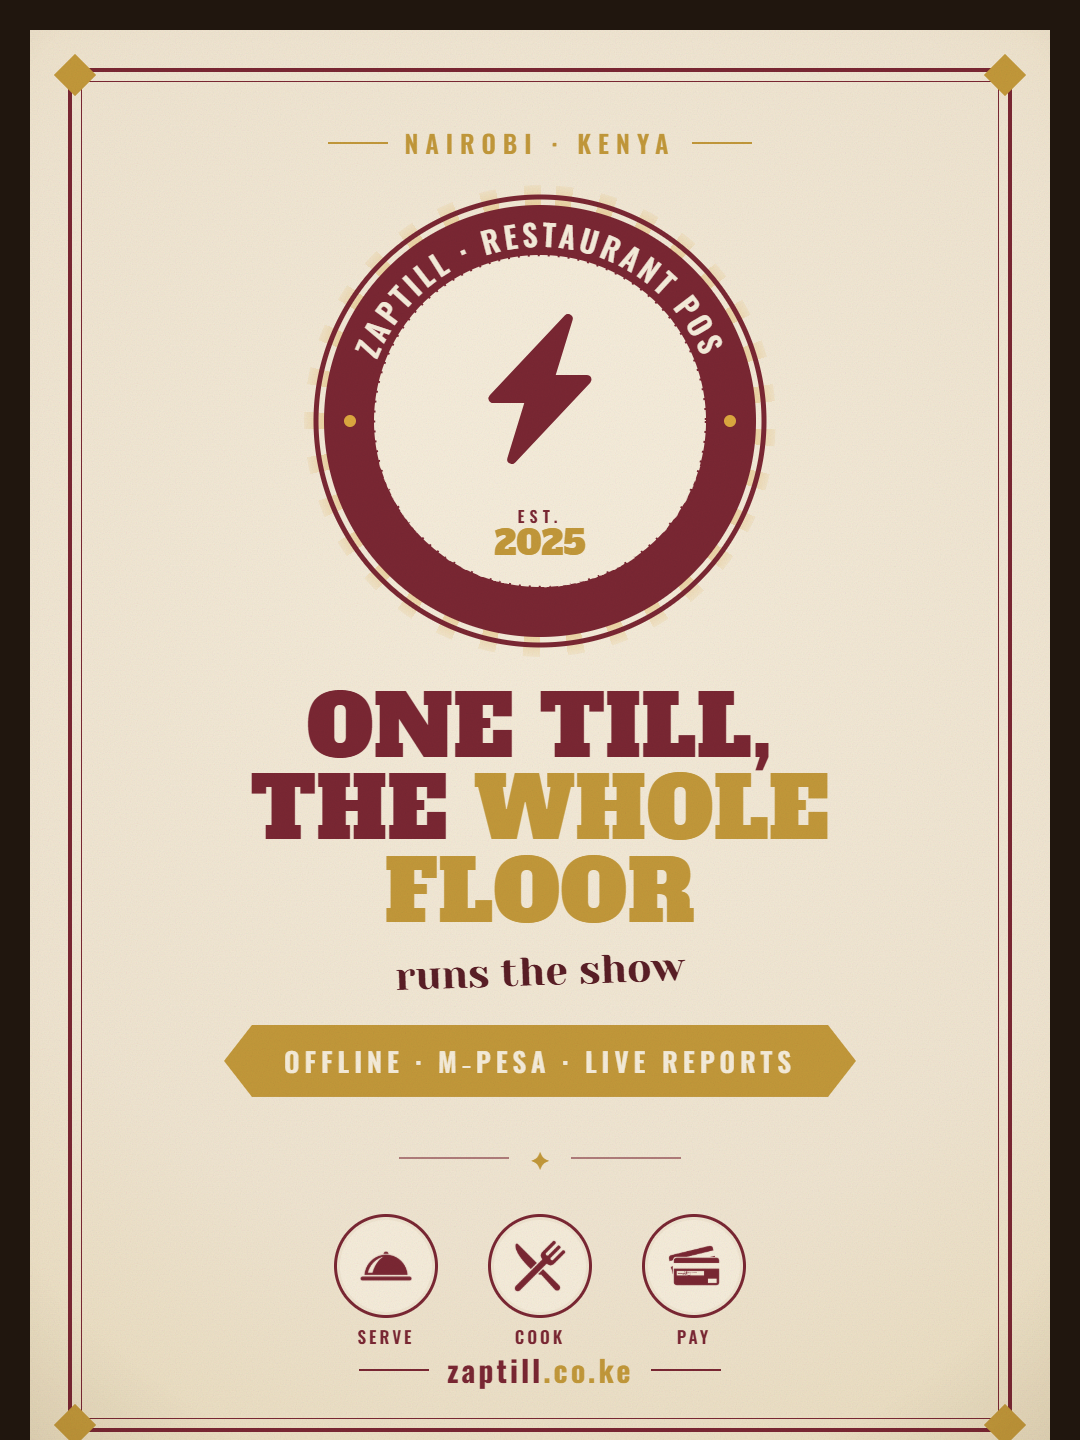 NAIROBI · KENYA
ZAPTILL · RESTAURANT POS
EST.
2025
ONE TILL,
THE WHOLE
FLOOR
runs the show
OFFLINE · M-PESA · LIVE REPORTS
SERVE COOK PAY
zaptill.co.ke